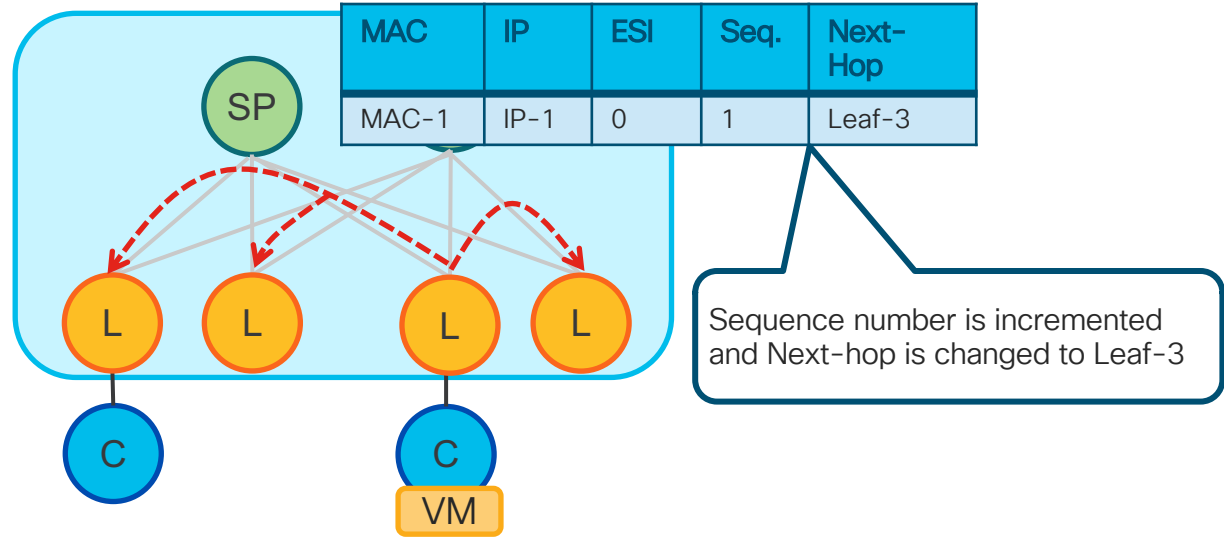 MAC IP ESI Seq. Next-
Hop
MAC-1 IP-1 0 1 Leaf-3
SP
Sequence number is incremented
and Next-hop is changed to Leaf-3
L L L L
C C
VM